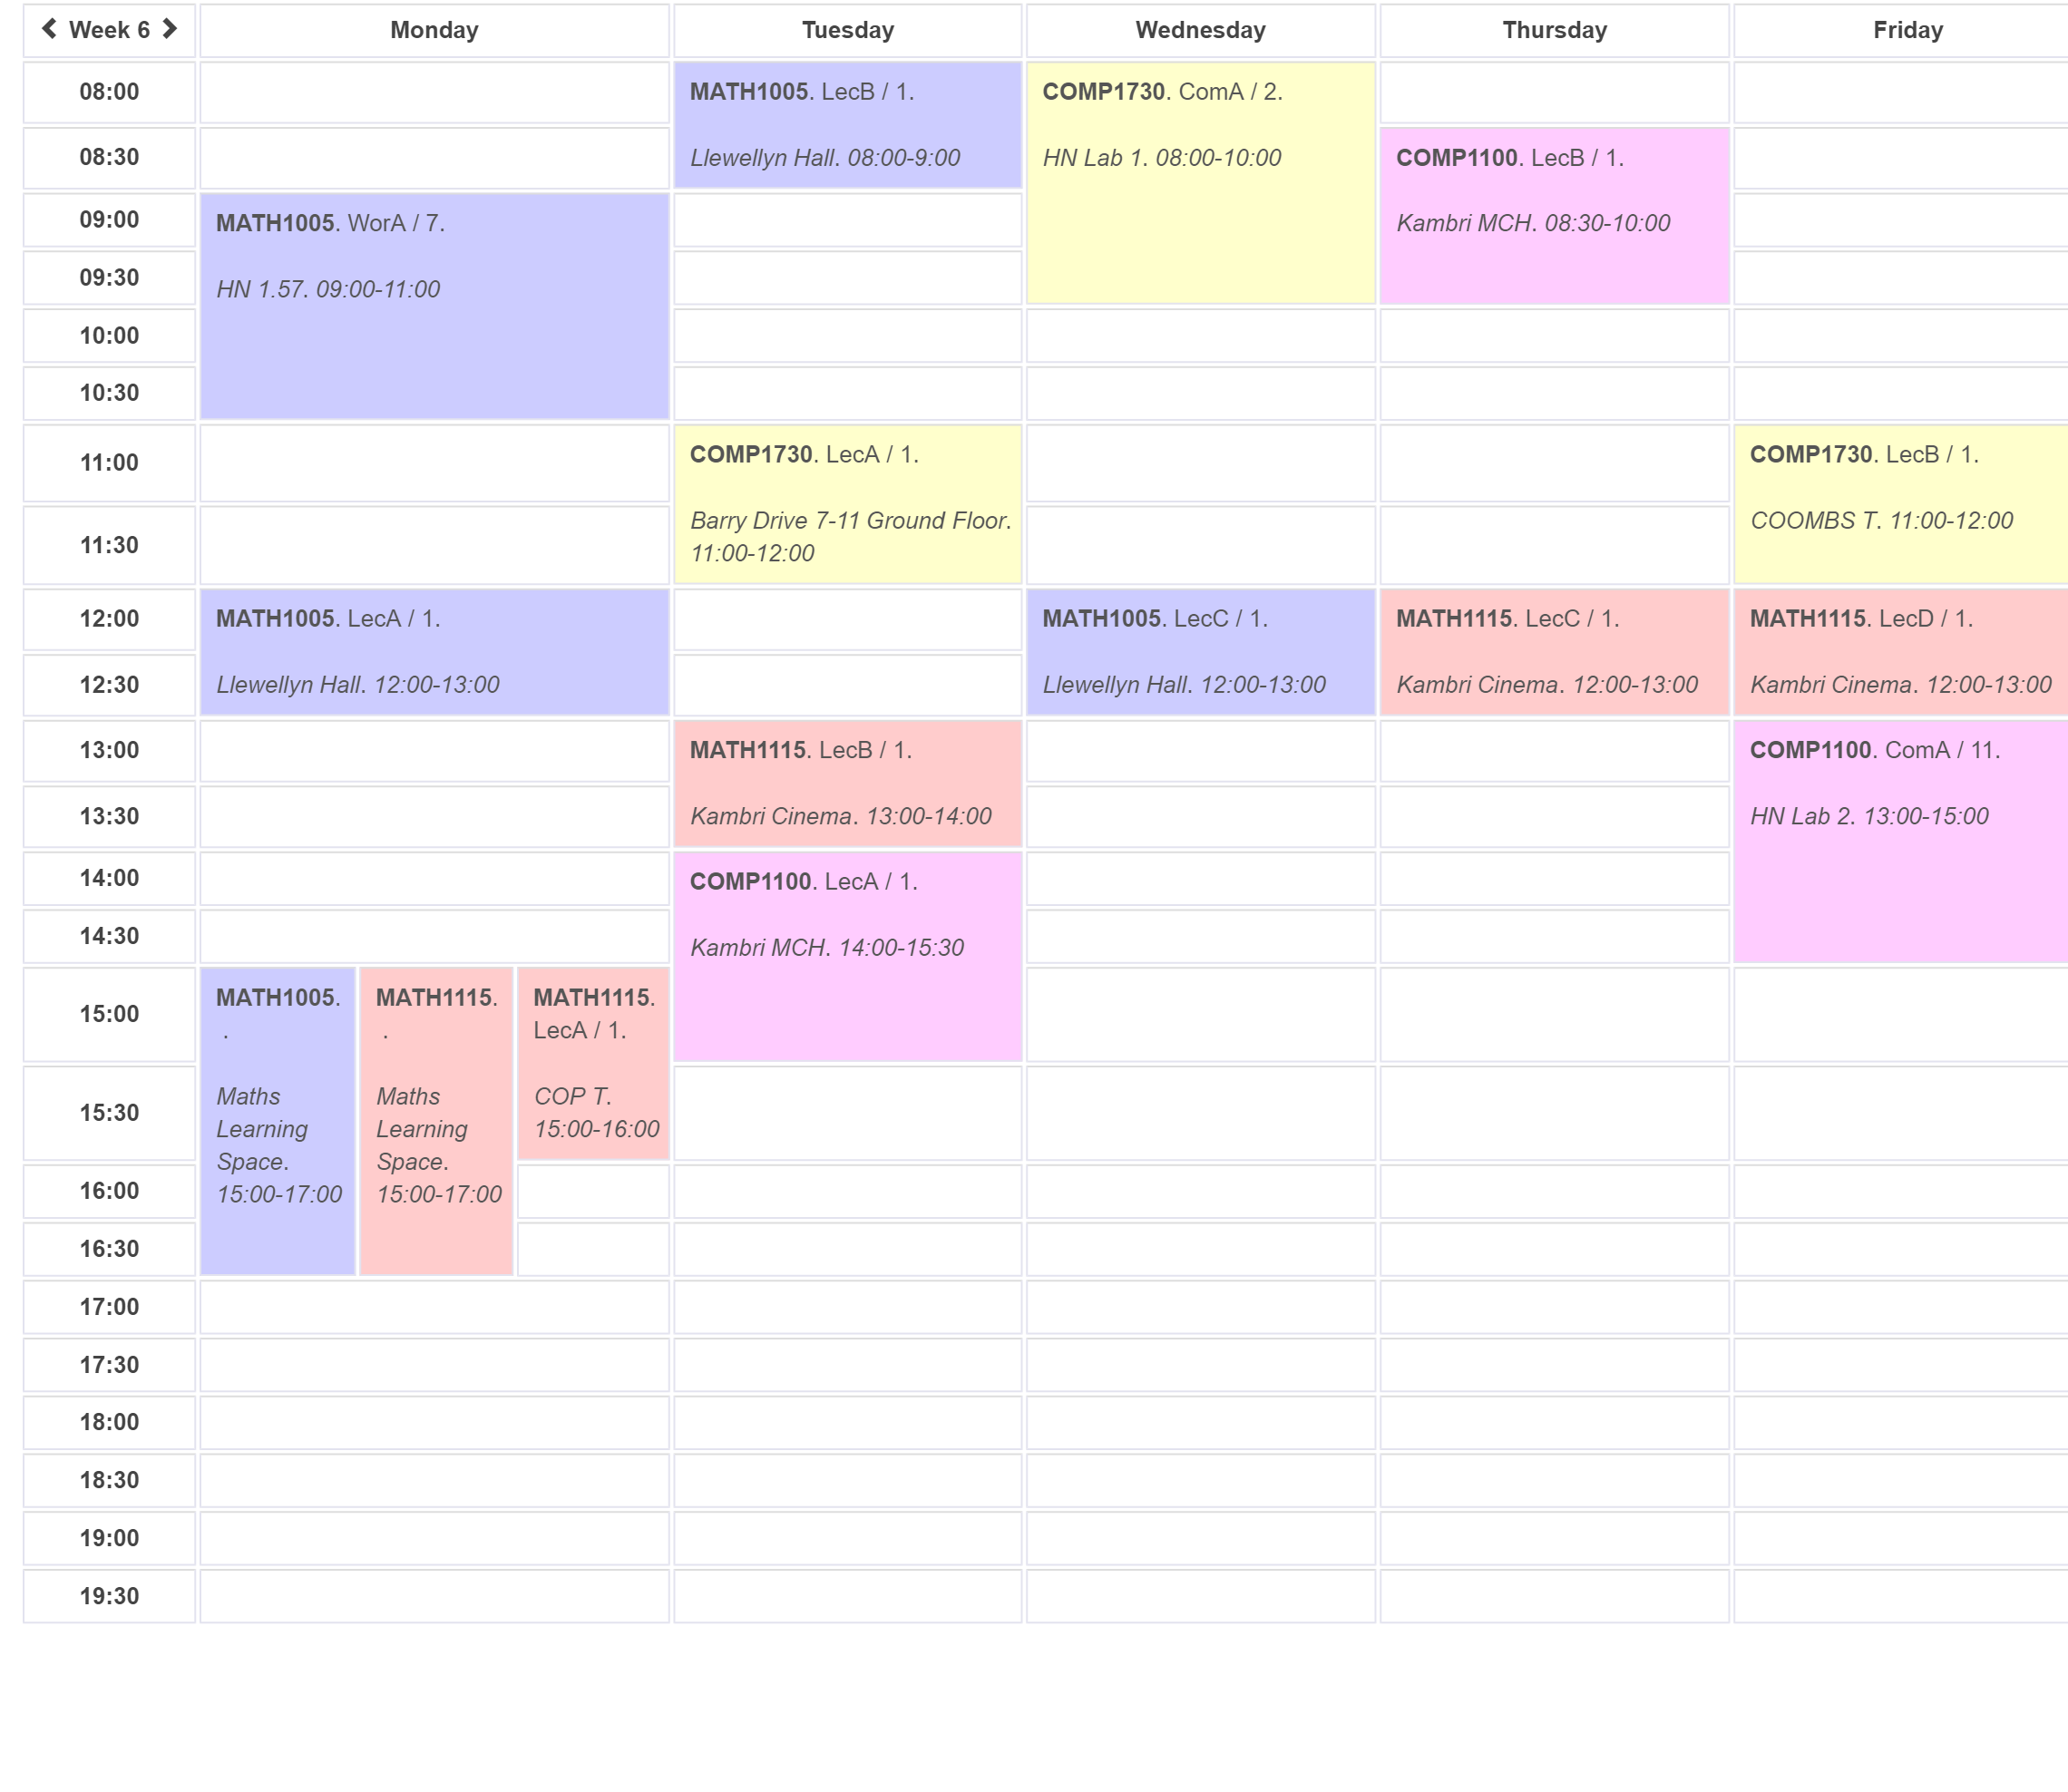 Week 6
Monday
Tuesday
Wednesday
Thursday
Friday
08:00
MATH1005. LecB / 1.
Llewellyn Hall. 08:00-9:00
COMP1730. ComA / 2.
HN Lab 1. 08:00-10:00
08:30
COMP1100. LecB / 1.
Kambri MCH. 08:30-10:00
09:00
MATH1005. WorA / 7.
HN 1.57. 09:00-11:00
09:30
10:00
10:30
11:00
COMP1730. LecA / 1.
Barry Drive 7-11 Ground Floor.
11:00-12:00
COMP1730. LecB / 1.
COOMBS T. 11:00-12:00
11:30
12:00
MATH1005. LecA / 1.
Llewellyn Hall. 12:00-13:00
MATH1005. LecC / 1.
Llewellyn Hall. 12:00-13:00
MATH1115. LecC / 1.
Kambri Cinema. 12:00-13:00
MATH1115. LecD / 1.
Kambri Cinema. 12:00-13:00
12:30
13:00
MATH1115. LecB / 1.
Kambri Cinema. 13:00-14:00
COMP1100. ComA / 11.
HN Lab 2. 13:00-15:00
13:30
14:00
COMP1100. LecA / 1.
Kambri MCH. 14:00-15:30
14:30
15:00
MATH1005.
.
Maths
Learning
Space.
15:00-17:00
MATH1115.
.
Maths
Learning
Space.
15:00-17:00
MATH1115.
LecA / 1.
COP T.
15:00-16:00
15:30
16:00
16:30
17:00
17:30
18:00
18:30
19:00
19:30